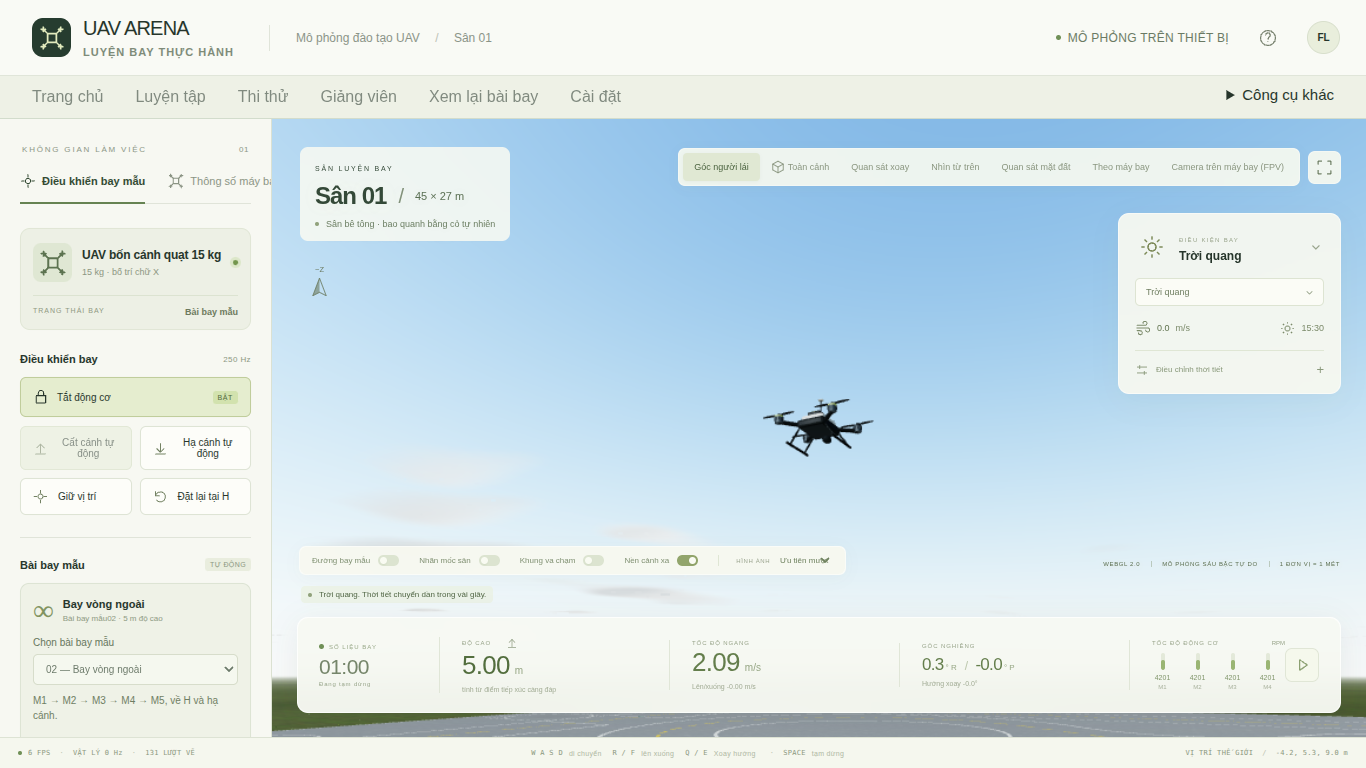 UAV ARENA
LUYỆN BAY THỰC HÀNH
Mô phỏng đào tạo UAV / Sân 01
MÔ PHỎNG TRÊN THIẾT BỊ
FL
Trang chủ
Luyện tập
Thi thử
Giảng viên
Xem lại bài bay
Cài đặt
Công cụ khác
KHÔNG GIAN LÀM VIỆC 01
Điều khiển bay mẫu
Thông số máy ba
UAV bốn cánh quạt 15 kg
15 kg · bố trí chữ X
TRẠNG THÁI BAY
Bài bay mẫu
Điều khiển bay 250 Hz
Tắt động cơ BẬT
Cất cánh tự động
Hạ cánh tự động
Giữ vị trí
Đặt lại tại H
Bài bay mẫu TỰ ĐỘNG
Bay vòng ngoài
Bài bay mẫu02 · 5 m độ cao
Chọn bài bay mẫu
02 — Bay vòng ngoài
M1 → M2 → M3 → M4 → M5, về H và hạ
cánh.
SÂN LUYỆN BAY
Sân 01 / 45 × 27 m
Sân bê tông · bao quanh bằng cỏ tự nhiên
−Z
Góc người lái
Toàn cảnh
Quan sát xoay
Nhìn từ trên
Quan sát mặt đất
Theo máy bay
Camera trên máy bay (FPV)
ĐIỀU KIỆN BAY
Trời quang
Trời quang
0.0 m/s
15:30
Điều chỉnh thời tiết +
Đường bay mẫu
Nhãn mốc sân
Khung va chạm
Nền cảnh xa
HÌNH ẢNH
Trời quang. Thời tiết chuyển dần trong vài giây.
WEBGL 2.0 | MÔ PHỎNG SÁU BẬC TỰ DO | 1 ĐƠN VỊ = 1 MÉT
SỐ LIỆU BAY
01:00
Đang tạm dừng
ĐỘ CAO
5.00 m
tính từ điểm tiếp xúc càng đáp
TỐC ĐỘ NGANG
2.09 m/s
Lên/xuống -0.00 m/s
GÓC NGHIÊNG
0.3° R / -0.0° P
Hướng xoay -0.0°
TỐC ĐỘ ĐỘNG CƠ RPM
4201 4201 4201 4201
M1 M2 M3 M4
6 FPS · VẬT LÝ 0 Hz · 131 LƯỢT VẼ
W A S D di chuyển R / F lên xuống Q / E Xoay hướng · SPACE tạm dừng
VỊ TRÍ THẾ GIỚI / -4.2, 5.3, 9.0 m